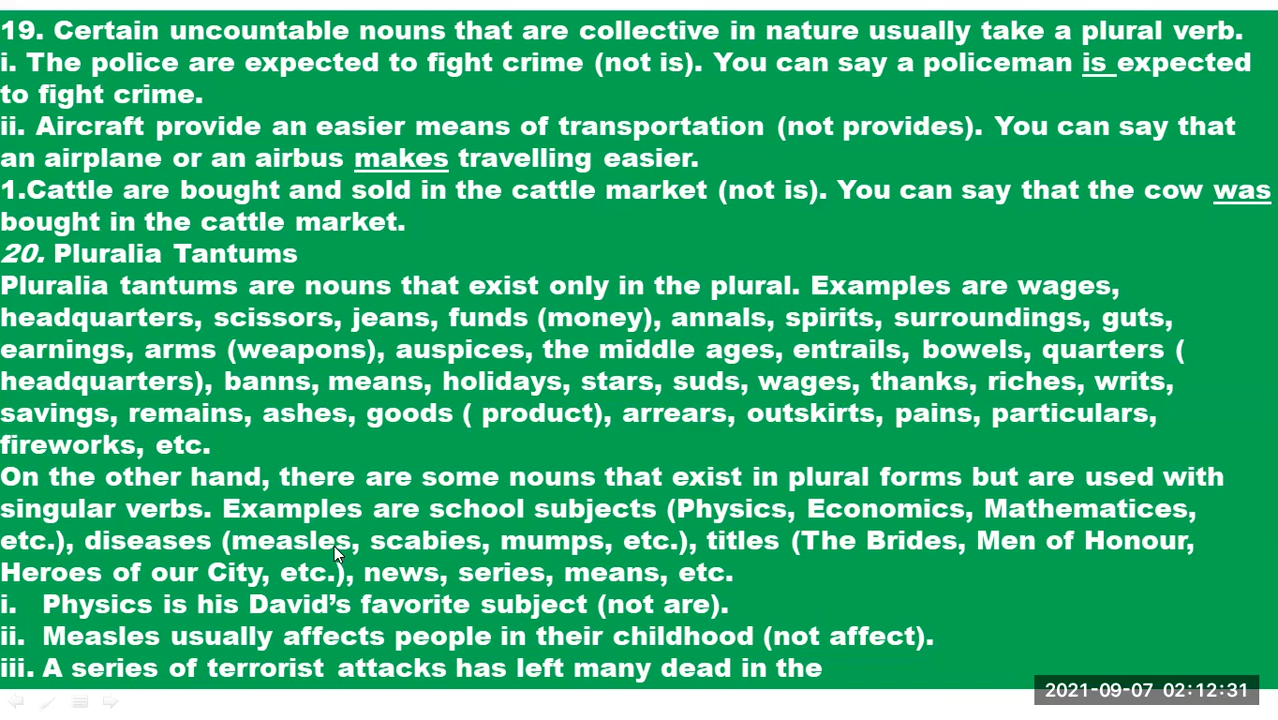 19. Certain uncountable nouns that are collective in nature usually take a plural verb.
i. The police are expected to fight crime (not is). You can say a policeman is expected
to fight crime.
ii. Aircraft provide an easier means of transportation (not provides). You can say that
an airplane or an airbus makes travelling easier.
1.Cattle are bought and sold in the cattle market (not is). You can say that the cow was
bought in the cattle market.
20. Pluralia Tantums
Pluralia tantums are nouns that exist only in the plural. Examples are wages,
headquarters, scissors, jeans, funds (money), annals, spirits, surroundings, guts,
earnings, arms (weapons), auspices, the middle ages, entrails, bowels, quarters (
headquarters), banns, means, holidays, stars, suds, wages, thanks, riches, writs,
savings, remains, ashes, goods ( product), arrears, outskirts, pains, particulars,
fireworks, etc.
On the other hand, there are some nouns that exist in plural forms but are used with
singular verbs. Examples are school subjects (Physics, Economics, Mathematices,
etc.), diseases (measles, scabies, mumps, etc.), titles (The Brides, Men of Honour,
Heroes of our City, etc.), news, series, means, etc.
i. Physics is his David’s favorite subject (not are).
ii. Measles usually affects people in their childhood (not affect).
iii. A series of terrorist attacks has left many dead in the
2021-09-07 02:12:31